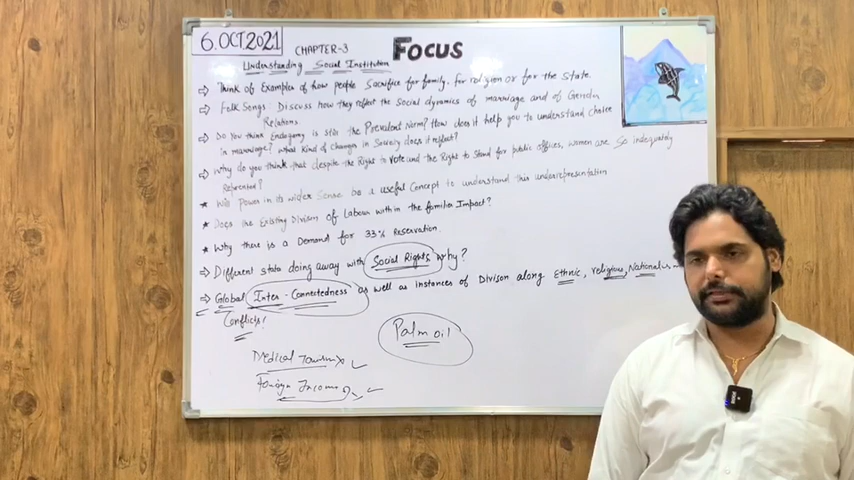 6.OCT2021
CHAPTER-3
FOCUS
Understanding Social Institution
⇒ Think of Examples of how people Sacrifice for family, for religion or for the state
⇒ Folk Songs Discuss how they reflect the social dynamics of marriage and of Gender
Relations
⇒ Do you think Endogamy is still the Prevalent Norm? How does it help you to understand choice
in marriage? what kind of changes in Society does it reflect?
⇒ Why do you think that despite the Right to vote and the Right to Stand for public offices, women are so
Represented?
★ Will power in its wider Sense be a useful Concept to understand this underrepresentation
★ Does the Existing Division of Labour within the familier Impact?
★ Why there is a Demand for 33% Reservation
⇒ Different state doing away with Social Rights why?
⇒ Global Inter-Connectedness as well as instances of Divison along Ethnic, religious, National
Conflicts!
Palm oil
Medical Tourism
Foreign Income